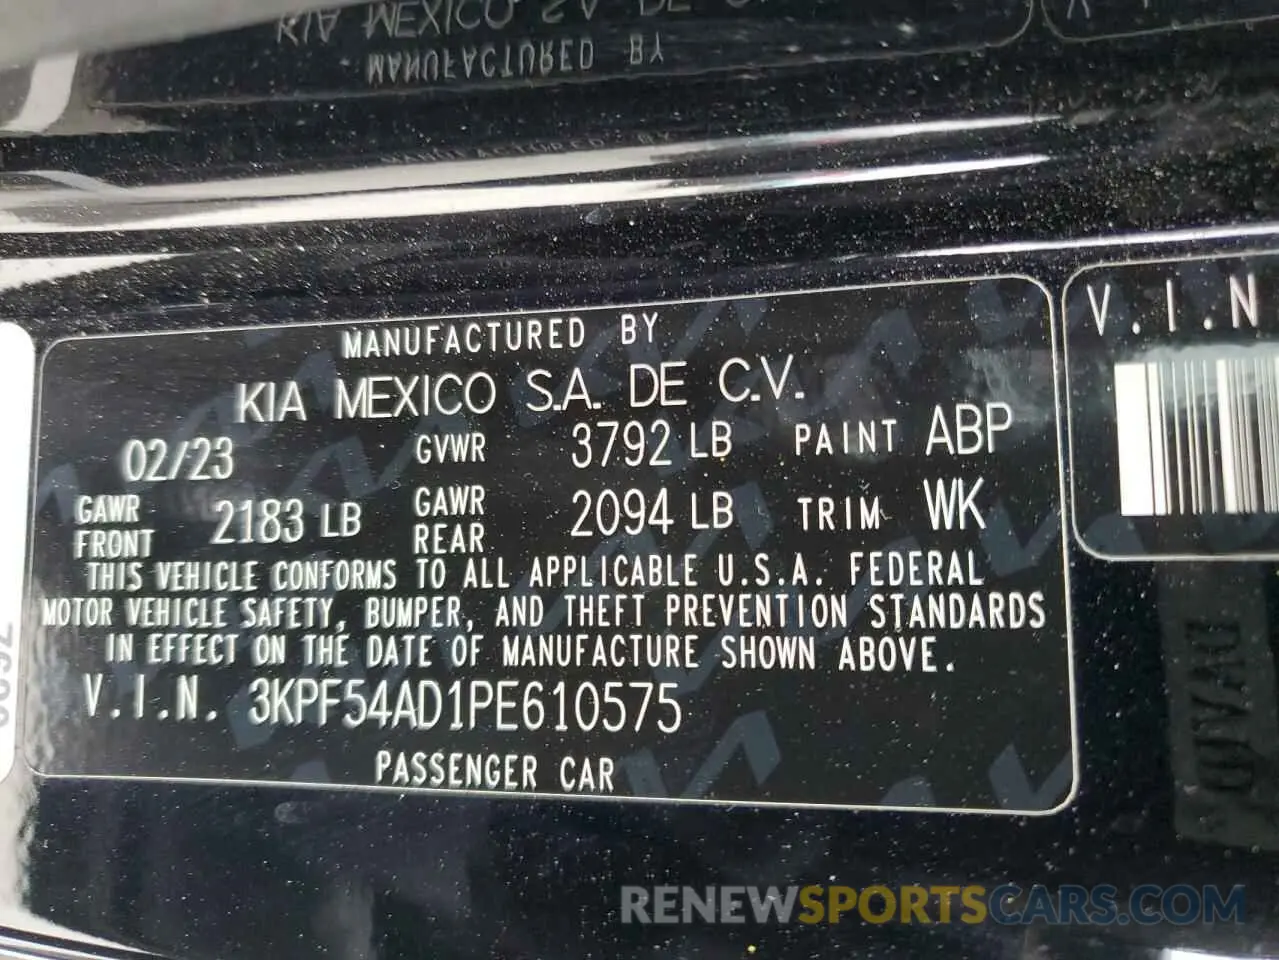 MANUFACTURED BY
KIA MEXICO S.A. DE C.V.
02/23 GVWR 3792 LB PAINT ABP
GAWR FRONT 2183 LB GAWR REAR 2094 LB TRIM WK
THIS VEHICLE CONFORMS TO ALL APPLICABLE U.S.A. FEDERAL
MOTOR VEHICLE SAFETY, BUMPER, AND THEFT PREVENTION STANDARDS
IN EFFECT ON THE DATE OF MANUFACTURE SHOWN ABOVE.
V.I.N. 3KPF54AD1PE610575
PASSENGER CAR
V.I.N
RENEWSPORTSCARS.COM